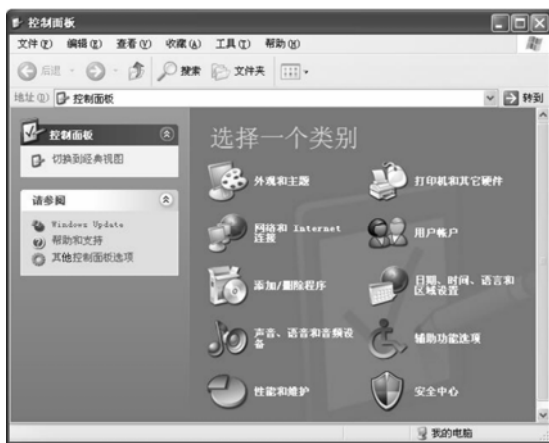 控制面板
文件(F) 编辑(E) 查看(V) 收藏(A) 工具(T) 帮助(H)
后退 搜索 文件夹
地址(D) 控制面板 转到
控制面板
切换到经典视图
请参阅
Windows Update
帮助和支持
其他控制面板选项
选择一个类别
外观和主题
打印机和其它硬件
网络和 Internet
连接
用户帐户
添加/删除程序
日期、时间、语言和
区域设置
声音、语音和音频设
备
辅助功能选项
性能和维护
安全中心
我的电脑